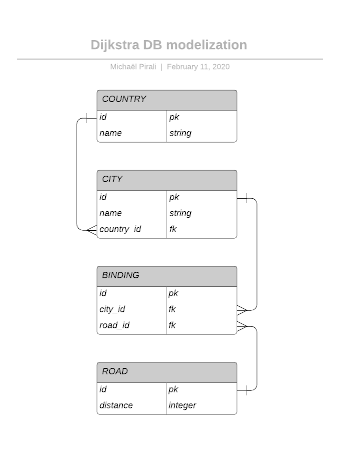 Dijkstra DB modelization
Michaël Pirali | February 11, 2020
COUNTRY
id pk
name string
CITY
id pk
name string
country_id fk
BINDING
id pk
city_id fk
road_id fk
ROAD
id pk
distance integer